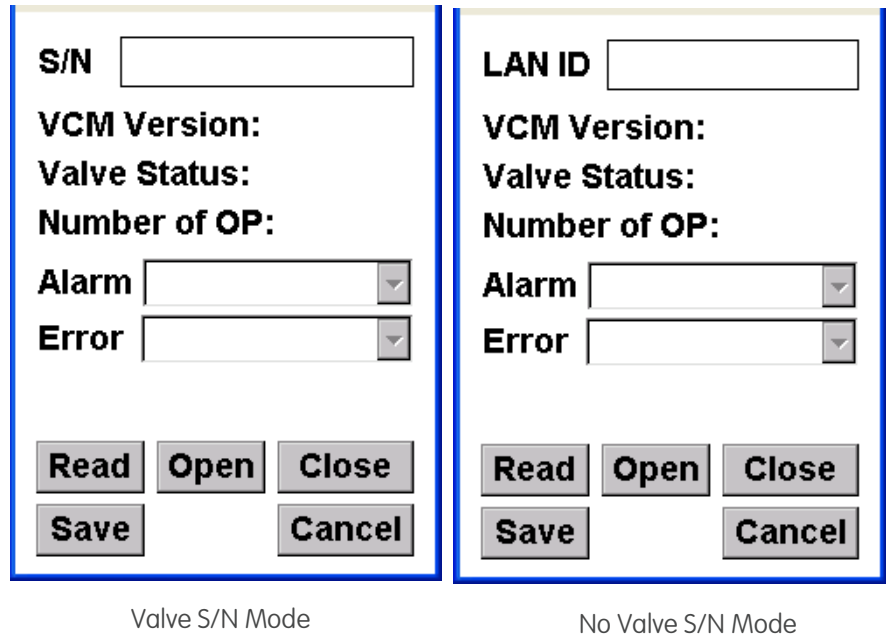 S/N
VCM Version:
Valve Status:
Number of OP:
Alarm
Error
Read Open Close
Save Cancel
Valve S/N Mode
LAN ID
VCM Version:
Valve Status:
Number of OP:
Alarm
Error
Read Open Close
Save Cancel
No Valve S/N Mode